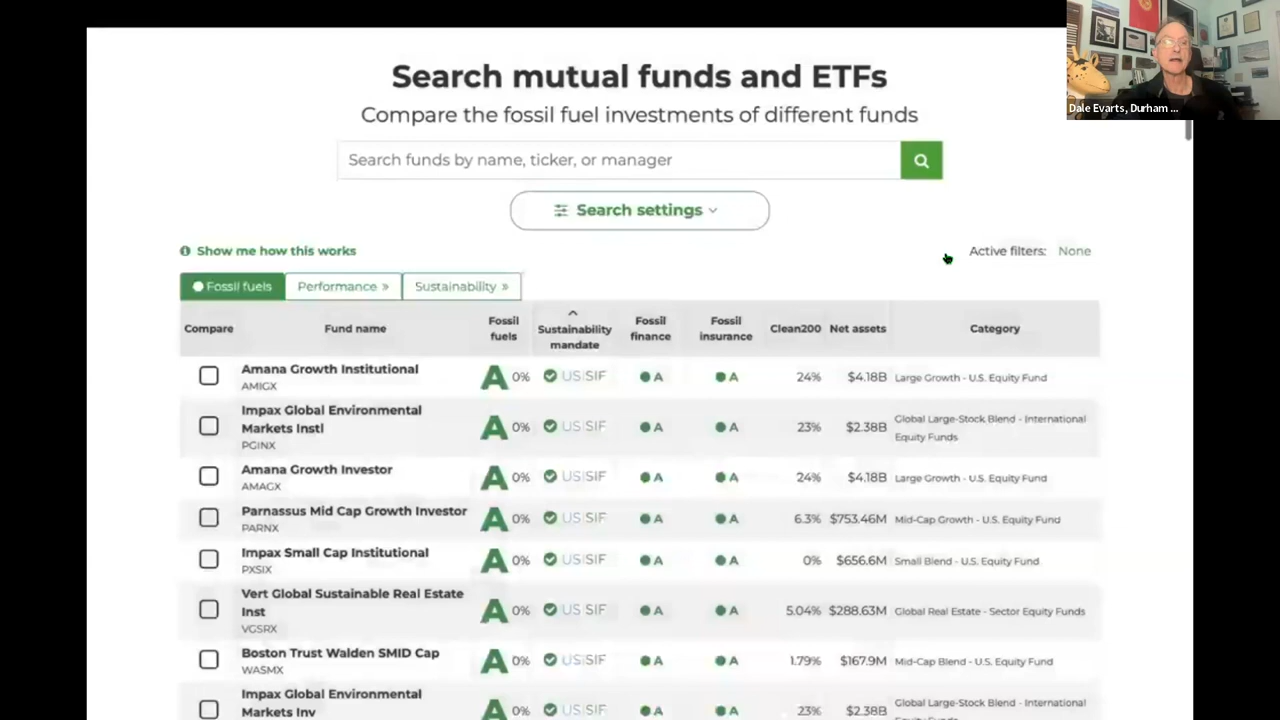 Search mutual funds and ETFs
Compare the fossil fuel investments of different funds
Search funds by name, ticker, or manager
Search settings
Show me how this works
Active filters: None
Fossil fuels
Performance »
Sustainability »
Compare
Fund name
Fossil
fuels
Sustainability
mandate
Fossil
finance
Fossil
insurance
Clean200
Net assets
Category
Amana Growth Institutional
AMIGX
A 0% US|SIF A A 24% $4.18B Large Growth - U.S. Equity Fund
Impax Global Environmental
Markets Instl
PGINX
A 0% US|SIF A A 23% $2.38B Global Large-Stock Blend - International
Equity Funds
Amana Growth Investor
AMAGX
A 0% US|SIF A A 24% $4.18B Large Growth - U.S. Equity Fund
Parnassus Mid Cap Growth Investor
PARNX
A 0% US|SIF A A 6.3% $753.46M Mid-Cap Growth - U.S. Equity Fund
Impax Small Cap Institutional
PXSIX
A 0% US|SIF A A 0% $656.6M Small Blend - U.S. Equity Fund
Vert Global Sustainable Real Estate
Inst
VGSRX
A 0% US|SIF A A 5.04% $288.63M Global Real Estate - Sector Equity Funds
Boston Trust Walden SMID Cap
WASMX
A 0% US|SIF A A 1.79% $167.9M Mid-Cap Blend - U.S. Equity Fund
Impax Global Environmental
Markets Inv
A 0% US|SIF A A 23% $2.38B Global Large-Stock Blend - International
Dale Evarts, Durham ...